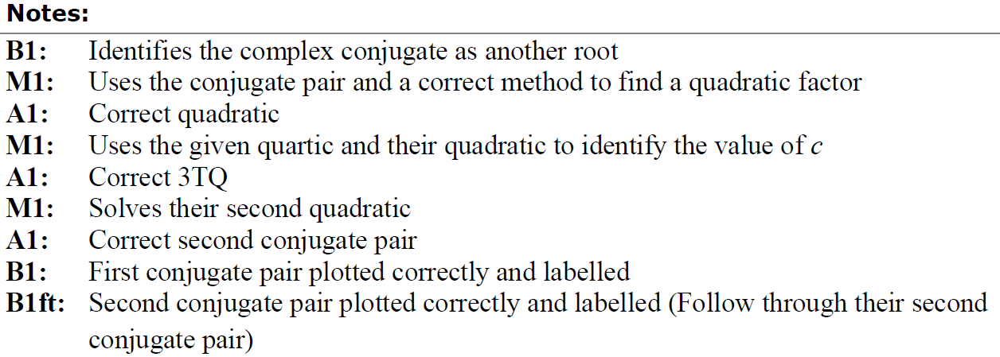 Notes:
B1: Identifies the complex conjugate as another root
M1: Uses the conjugate pair and a correct method to find a quadratic factor
A1: Correct quadratic
M1: Uses the given quartic and their quadratic to identify the value of c
A1: Correct 3TQ
M1: Solves their second quadratic
A1: Correct second conjugate pair
B1: First conjugate pair plotted correctly and labelled
B1ft: Second conjugate pair plotted correctly and labelled (Follow through their second
conjugate pair)